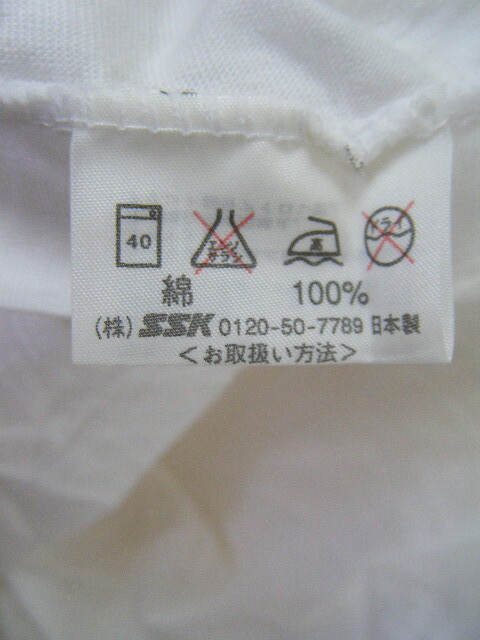 40 エンソ サラシ 高 ドライ
綿 100%
(株) SSK 0120-50-7789 日本製
<お取扱い方法>